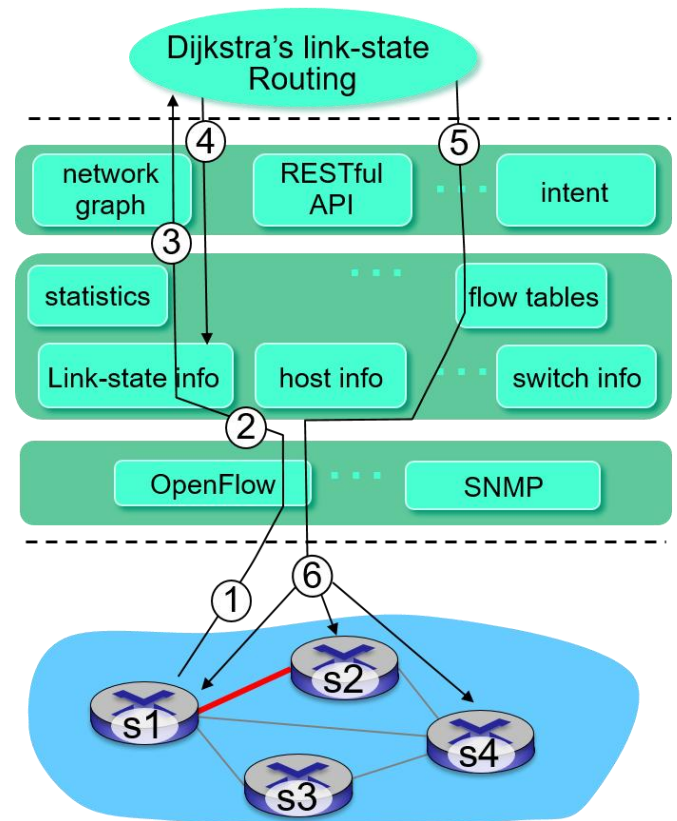 Dijkstra's link-state
Routing
4
5
network
graph
RESTful
API
...
intent
3
statistics
...
flow tables
Link-state info
host info
...
switch info
2
OpenFlow
...
SNMP
1
6
s2
s1
s4
s3